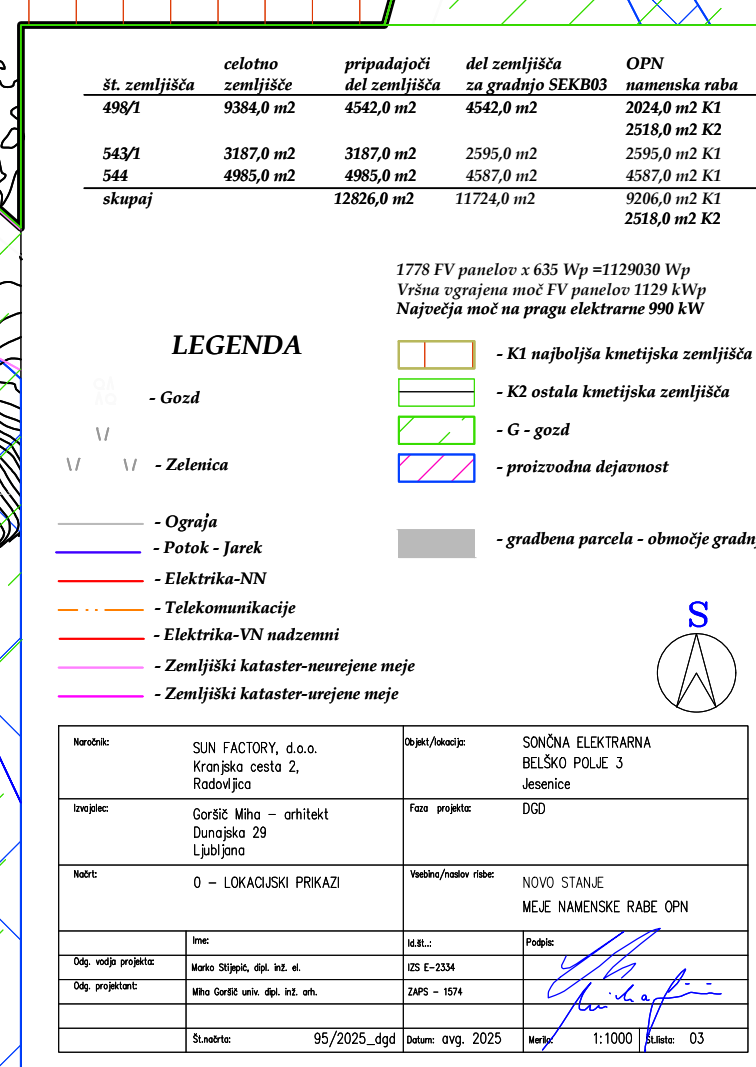 celotno pripadajoči del zemljišča OPN
št. zemljišča zemljišče del zemljišča za gradnjo SEKB03 namenska raba
498/1 9384,0 m2 4542,0 m2 4542,0 m2 2024,0 m2 K1
2518,0 m2 K2
543/1 3187,0 m2 3187,0 m2 2595,0 m2 2595,0 m2 K1
544 4985,0 m2 4985,0 m2 4587,0 m2 4587,0 m2 K1
skupaj 12826,0 m2 11724,0 m2 9206,0 m2 K1
2518,0 m2 K2
1778 FV panelov x 635 Wp =1129030 Wp
Vršna vgrajena moč FV panelov 1129 kWp
Največja moč na pragu elektrarne 990 kW
LEGENDA
- Gozd
- Zelenica
- Ograja
- Potok - Jarek
- Elektrika-NN
- Telekomunikacije
- Elektrika-VN nadzemni
- Zemljiški kataster-neurejene meje
- Zemljiški kataster-urejene meje
- K1 najboljša kmetijska zemljišča
- K2 ostala kmetijska zemljišča
- G - gozd
- proizvodna dejavnost
- gradbena parcela - območje gradnj
S
Naročnik: SUN FACTORY, d.o.o.
Kranjska cesta 2,
Radovljica
Objekt/lokacija: SONČNA ELEKTRARNA
BELŠKO POLJE 3
Jesenice
Izvajalec: Goršič Miha – arhitekt
Dunajska 29
Ljubljana
Faza projekta: DGD
Načrt: 0 – LOKACIJSKI PRIKAZI
Vsebina/naslov risbe: NOVO STANJE
MEJE NAMENSKE RABE OPN
Ime: Id.št..: Podpis:
Odg. vodja projekta: Marko Stijepić, dipl. inž. el. IZS E-2334
Odg. projektant: Miha Goršič univ. dipl. inž. arh. ZAPS – 1574
Št.načrta: 95/2025_dgd Datum: avg. 2025 Merilo: 1:1000 Št.lista: 03